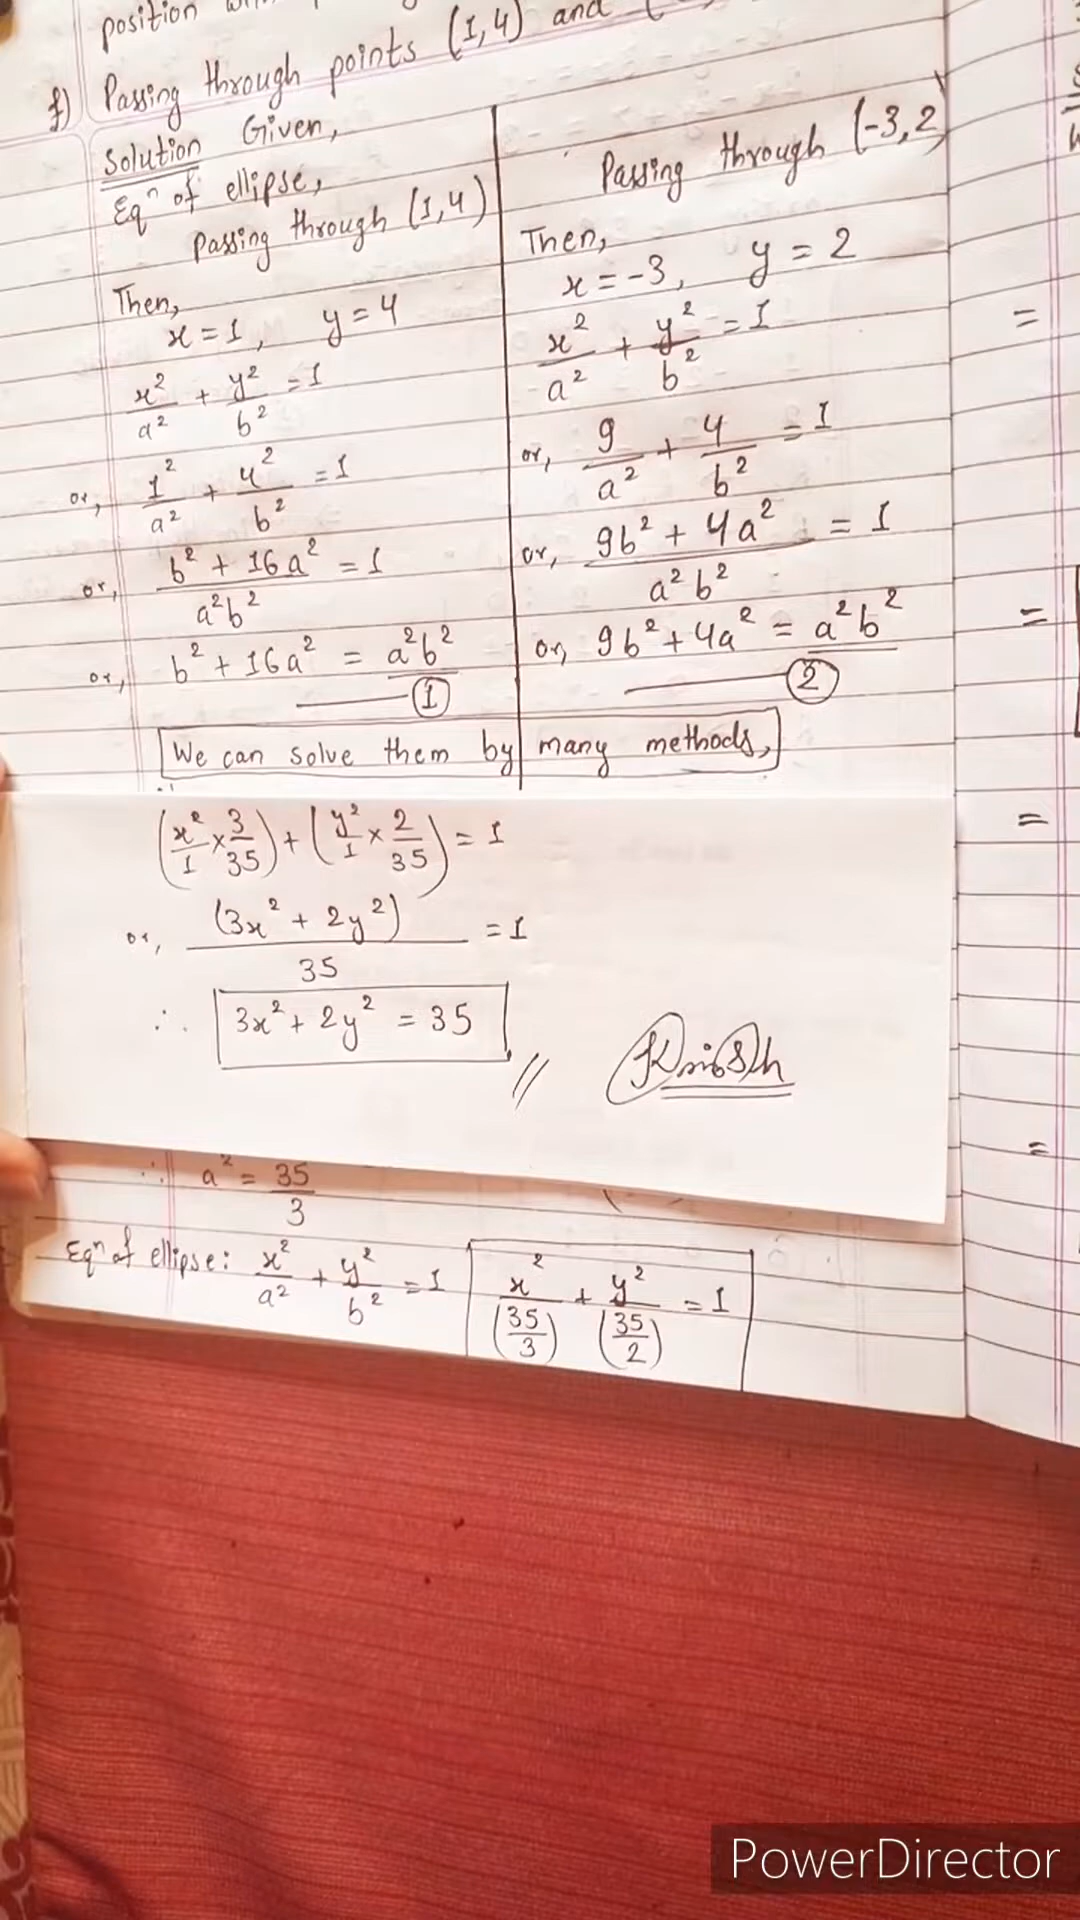 position
f) Passing through points (1,4) and (
Solution Given,
Eqⁿ of ellipse,
passing through (1,4)
Then,
x = 1, y = 4
x²/a² + y²/b² = 1
or, 1²/a² + 4²/b² = 1
or, (b² + 16a²)/a²b² = 1
or, b² + 16a² = a²b²
①
Passing through (-3,2
Then,
x = -3, y = 2
x²/a² + y²/b² = 1
or, 9/a² + 4/b² = 1
or, (9b² + 4a²)/a²b² = 1
or, 9b² + 4a² = a²b²
②
We can solve them by many methods,
(x²/1 × 3/35) + (y²/1 × 2/35) = 1
or, (3x² + 2y²)/35 = 1
∴ 3x² + 2y² = 35
∴ a² = 35/3
Eqⁿ of ellipse: x²/a² + y²/b² = 1 x²/(35/3) + y²/(35/2) = 1
PowerDirector